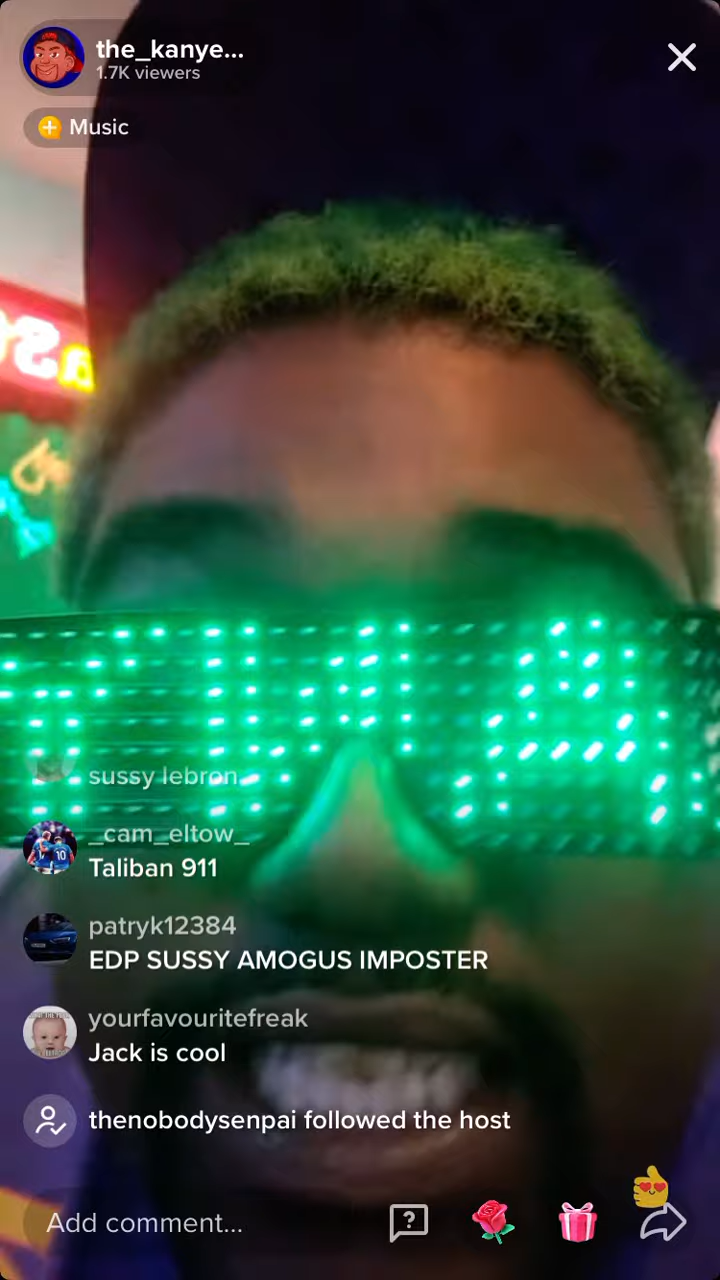 the_kanye...
1.7K viewers
Music
sussy lebron
_cam_eltow_
Taliban 911
patryk12384
EDP SUSSY AMOGUS IMPOSTER
yourfavouritefreak
Jack is cool
thenobodysenpai followed the host
Add comment...